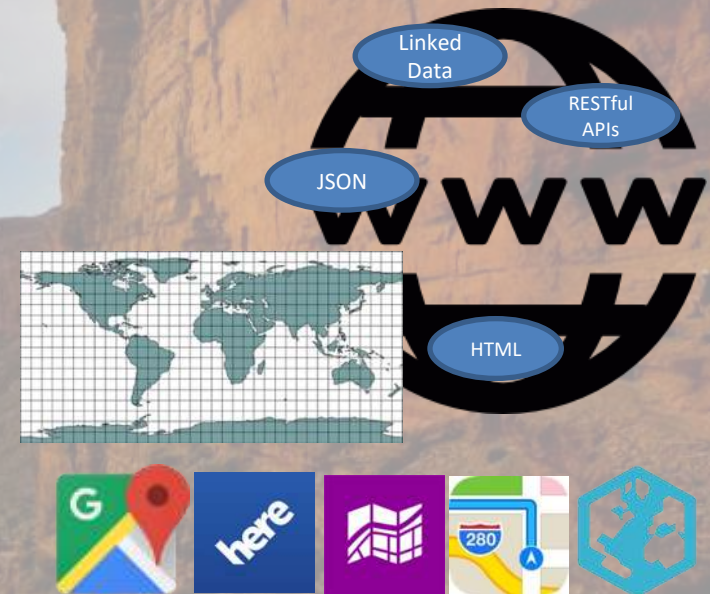 Linked
Data
RESTful
APIs
JSON
www
HTML
G
here
280